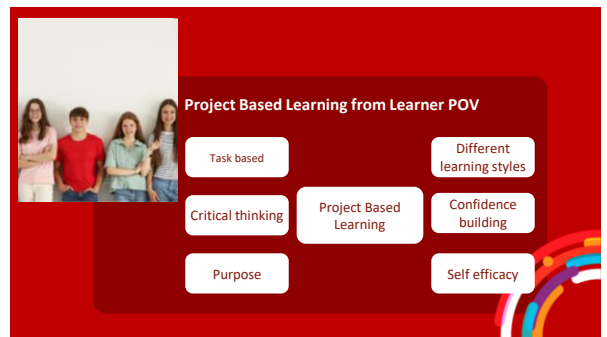 Project Based Learning from Learner POV
Task based
Different
learning styles
Critical thinking
Project Based
Learning
Confidence
building
Purpose
Self efficacy